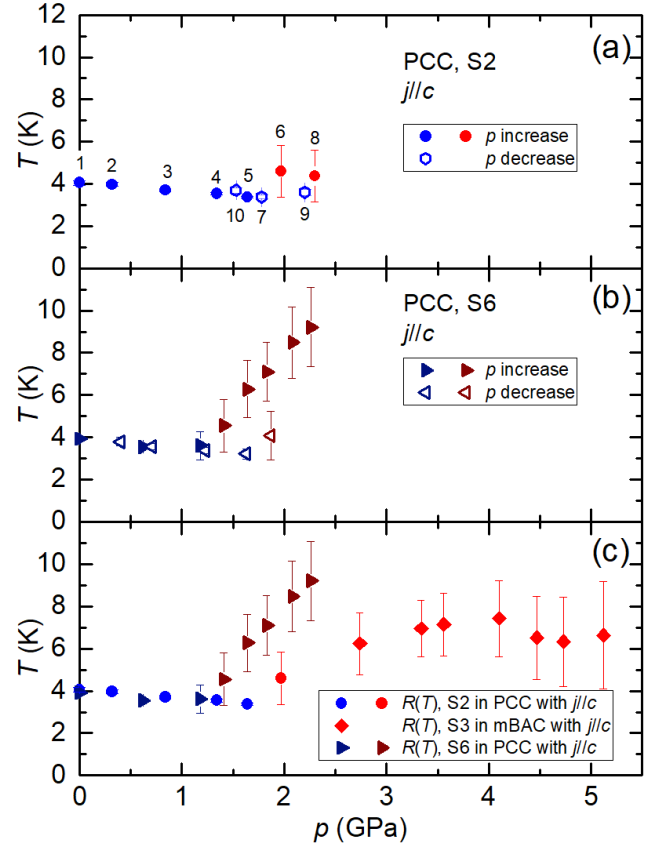 12
10
8
6
4
2
0
T (K)
(a)
PCC, S2
j//c
p increase
p decrease
1
2
3
4
5
6
8
10
7
9
10
8
6
4
2
0
T (K)
(b)
PCC, S6
j//c
p increase
p decrease
10
8
6
4
2
0
T (K)
(c)
R(T), S2 in PCC with j//c
R(T), S3 in mBAC with j//c
R(T), S6 in PCC with j//c
0
1
2
3
4
5
p (GPa)